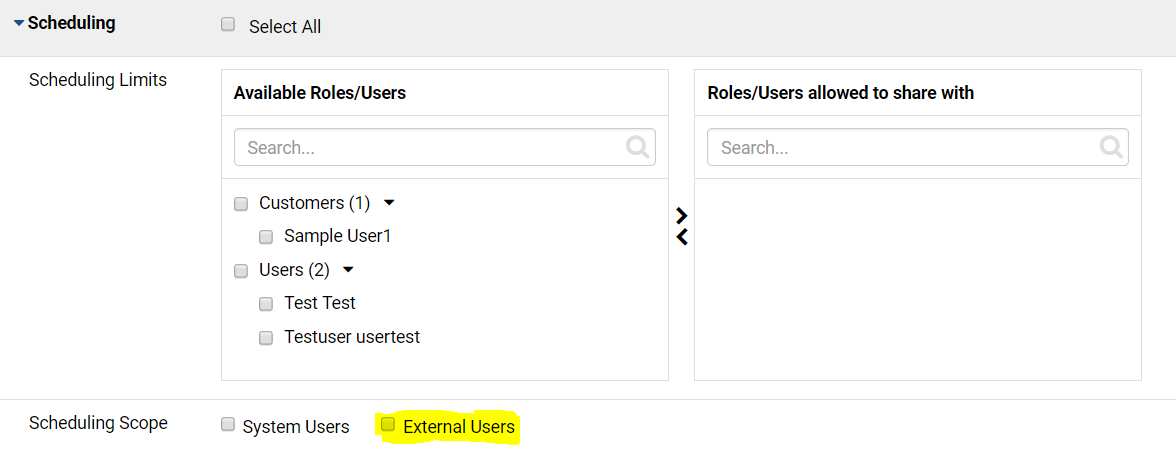 Scheduling
Select All
Scheduling Limits
Available Roles/Users
Roles/Users allowed to share with
Search...
Search...
Customers (1)
Sample User1
Users (2)
Test Test
Testuser usertest
Scheduling Scope
System Users
External Users